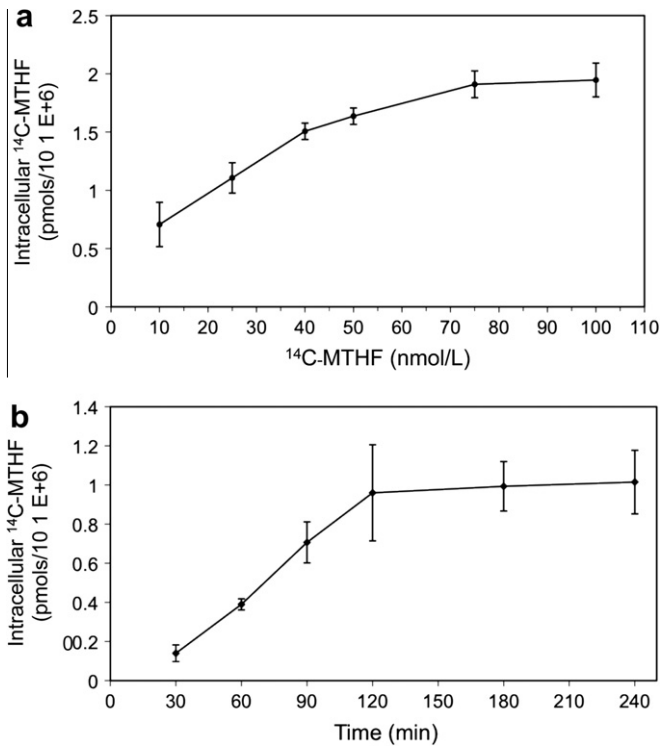 a
Intracellular ¹⁴C-MTHF
(pmols/10 1 E+6)
2.5
2
1.5
1
0.5
0
0 10 20 30 40 50 60 70 80 90 100 110
¹⁴C-MTHF (nmol/L)
b
Intracellular ¹⁴C-MTHF
(pmols/10 1 E+6)
1.4
1.2
1
0.8
0.6
0.4
00.2
0
0 30 60 90 120 180 210 240
Time (min)